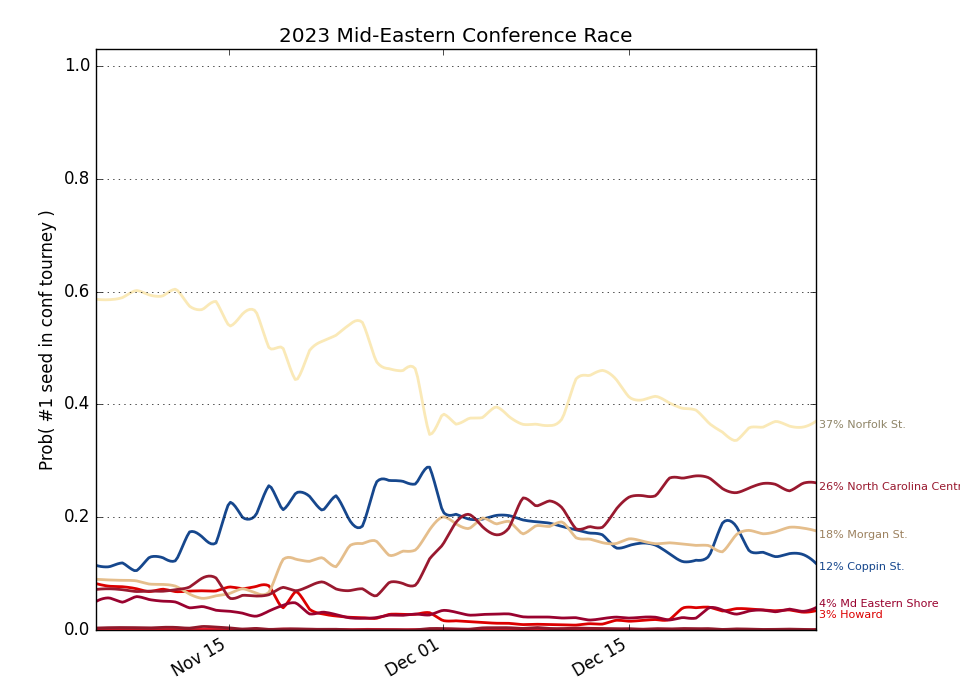 2023 Mid-Eastern Conference Race
Prob( #1 seed in conf tourney )
1.0
0.8
0.6
0.4
0.2
0.0
Nov 15
Dec 01
Dec 15
37% Norfolk St.
26% North Carolina Centr
18% Morgan St.
12% Coppin St.
4% Md Eastern Shore
3% Howard